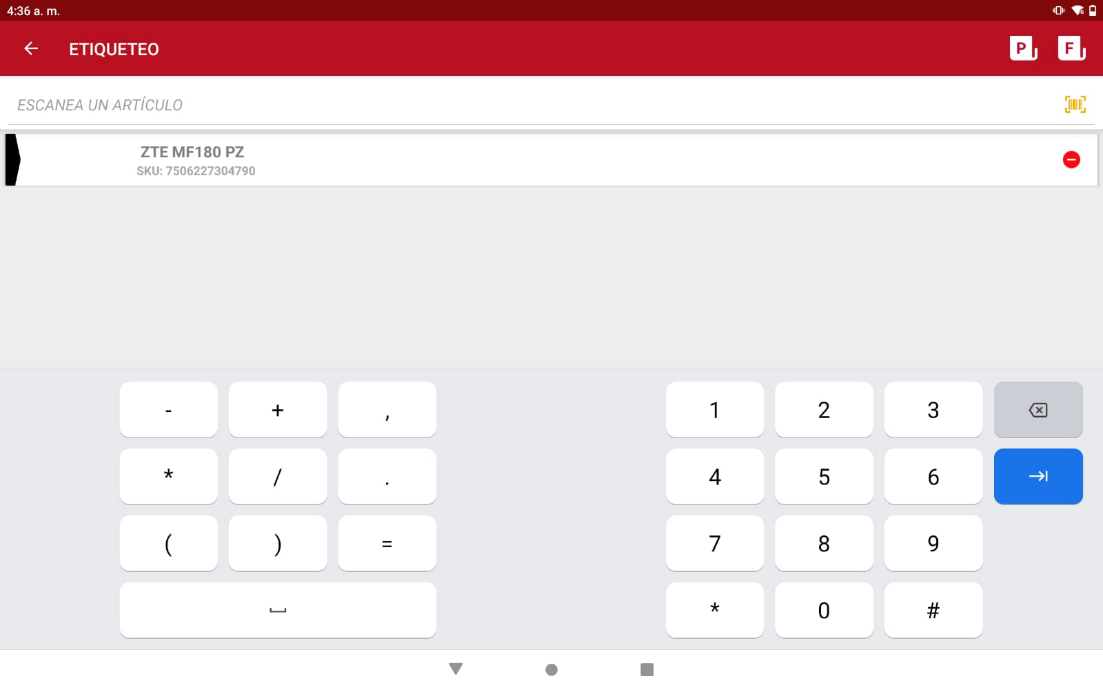 4:36 a. m.
ETIQUETEO
P
F
ESCANEA UN ARTÍCULO
ZTE MF180 PZ
SKU: 7506227304790
- + , 1 2 3
* / . 4 5 6
( ) = 7 8 9
* 0 #